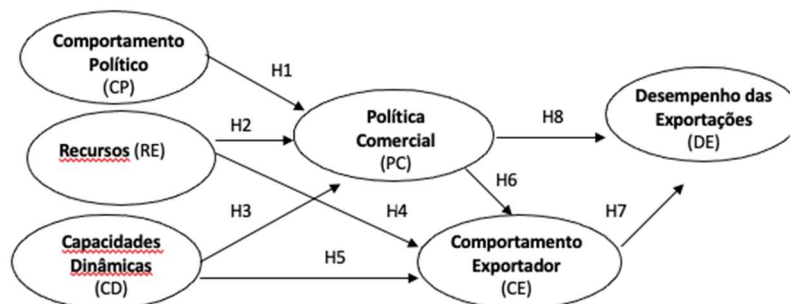 Comportamento
Político
(CP)
H1
Recursos (RE)
H2
Política
Comercial
(PC)
H8
Desempenho das
Exportações
(DE)
H3
H4
H6
H7
Capacidades
Dinâmicas
(CD)
H5
Comportamento
Exportador
(CE)